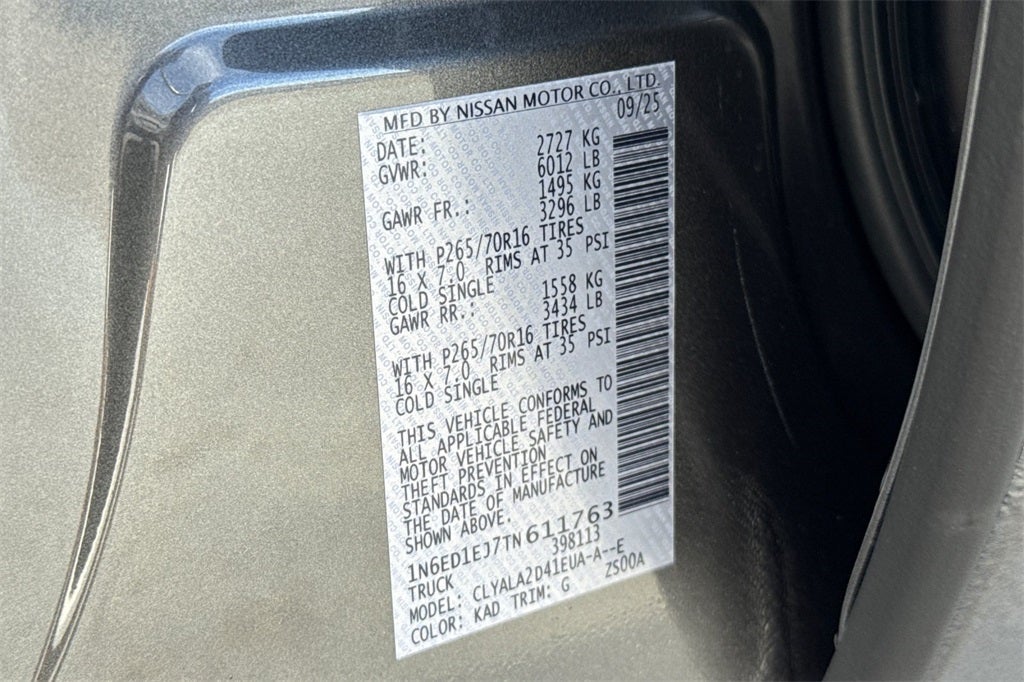 MFD BY NISSAN MOTOR CO., LTD.
DATE: 09/25
GVWR: 2727 KG
6012 LB
GAWR FR.: 1495 KG
3296 LB
WITH P265/70R16 TIRES
16 X 7.0 RIMS AT 35 PSI
COLD SINGLE
GAWR RR.: 1558 KG
3434 LB
WITH P265/70R16 TIRES
16 X 7.0 RIMS AT 35 PSI
COLD SINGLE
THIS VEHICLE CONFORMS TO
ALL APPLICABLE FEDERAL
MOTOR VEHICLE SAFETY AND
THEFT PREVENTION
STANDARDS IN EFFECT ON
THE DATE OF MANUFACTURE
SHOWN ABOVE.
1N6ED1EJ7TN611763
TRUCK 398113
MODEL: CLYALA2D41EUA-A--E
COLOR: KAD TRIM: G ZS00A